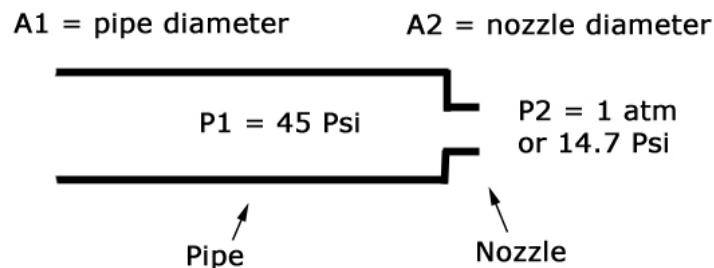 A1 = pipe diameter
A2 = nozzle diameter
P1 = 45 Psi
P2 = 1 atm
or 14.7 Psi
Pipe
Nozzle